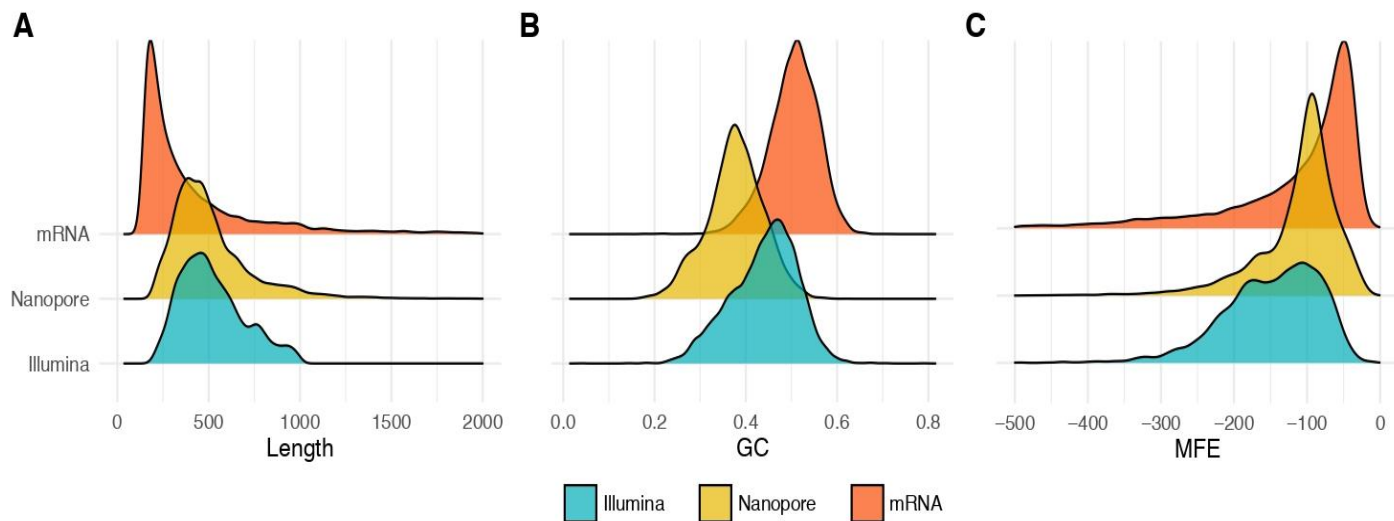 A B C
mRNA
Nanopore
Illumina
0 500 1000 1500 2000 0.0 0.2 0.4 0.6 0.8 −500 −400 −300 −200 −100 0
Length GC MFE
Illumina Nanopore mRNA